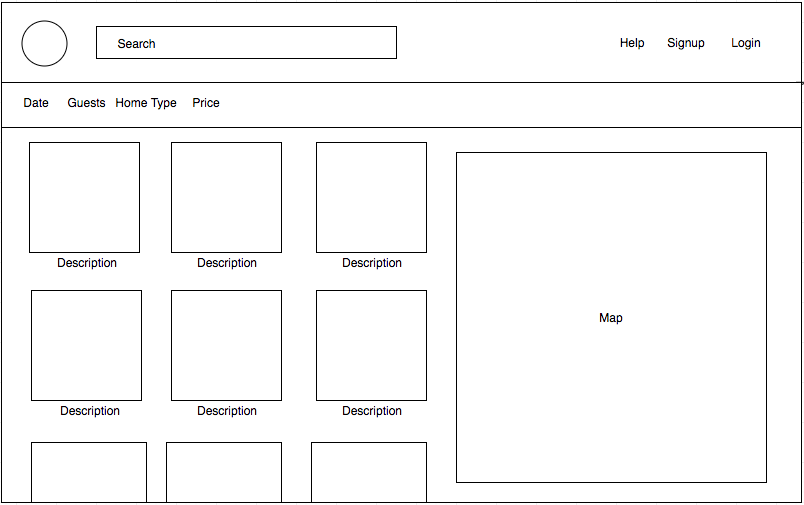 Search
Help Signup Login
Date Guests Home Type Price
Description Description Description
Map
Description Description Description